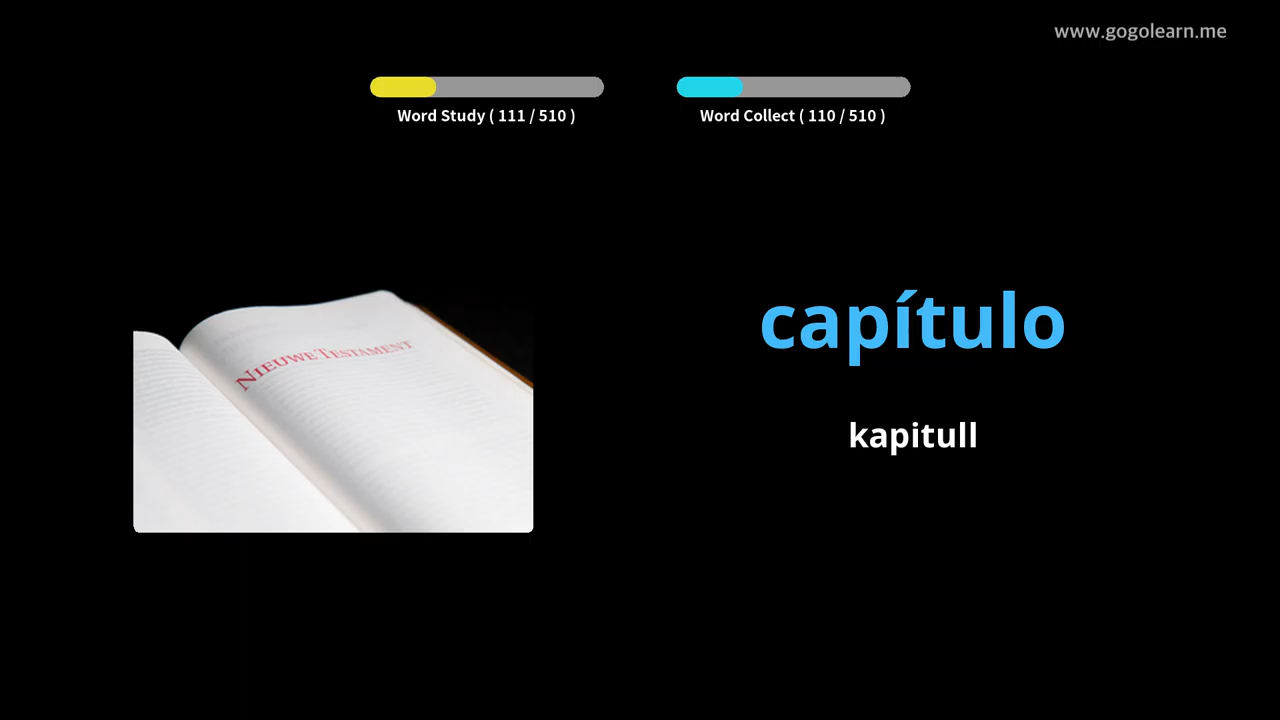 www.gogolearn.me
Word Study ( 111 / 510 )
Word Collect ( 110 / 510 )
NIEUWE TESTAMENT
capítulo
kapitull